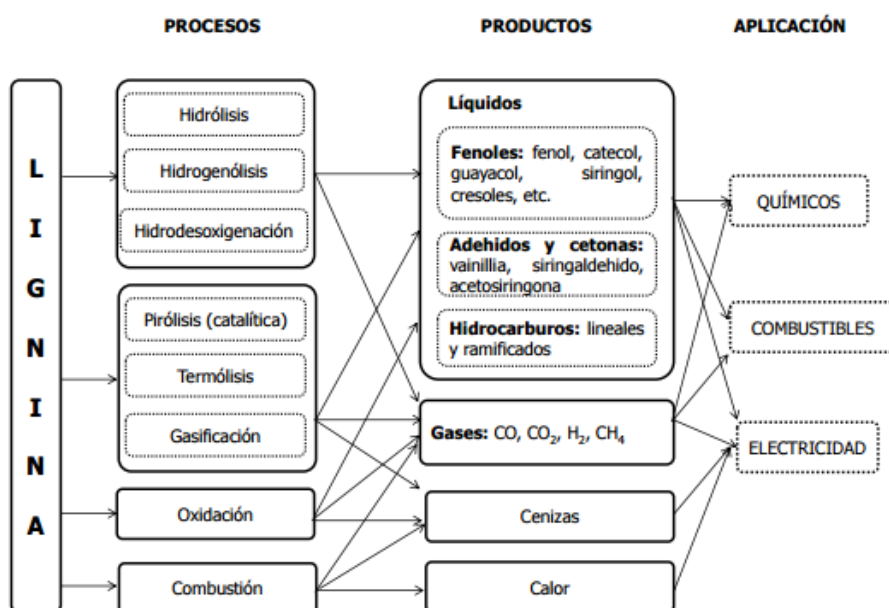 PROCESOS
PRODUCTOS
APLICACIÓN
L
I
G
N
I
N
A
Hidrólisis
Hidrogenólisis
Hidrodesoxigenación
Pirólisis (catalítica)
Termólisis
Gasificación
Oxidación
Combustión
Líquidos
Fenoles: fenol, catecol,
guayacol, siringol,
cresoles, etc.
Adehidos y cetonas:
vainillia, siringaldehido,
acetosiringona
Hidrocarburos: lineales
y ramificados
Gases: CO, CO₂, H₂, CH₄
Cenizas
Calor
QUÍMICOS
COMBUSTIBLES
ELECTRICIDAD